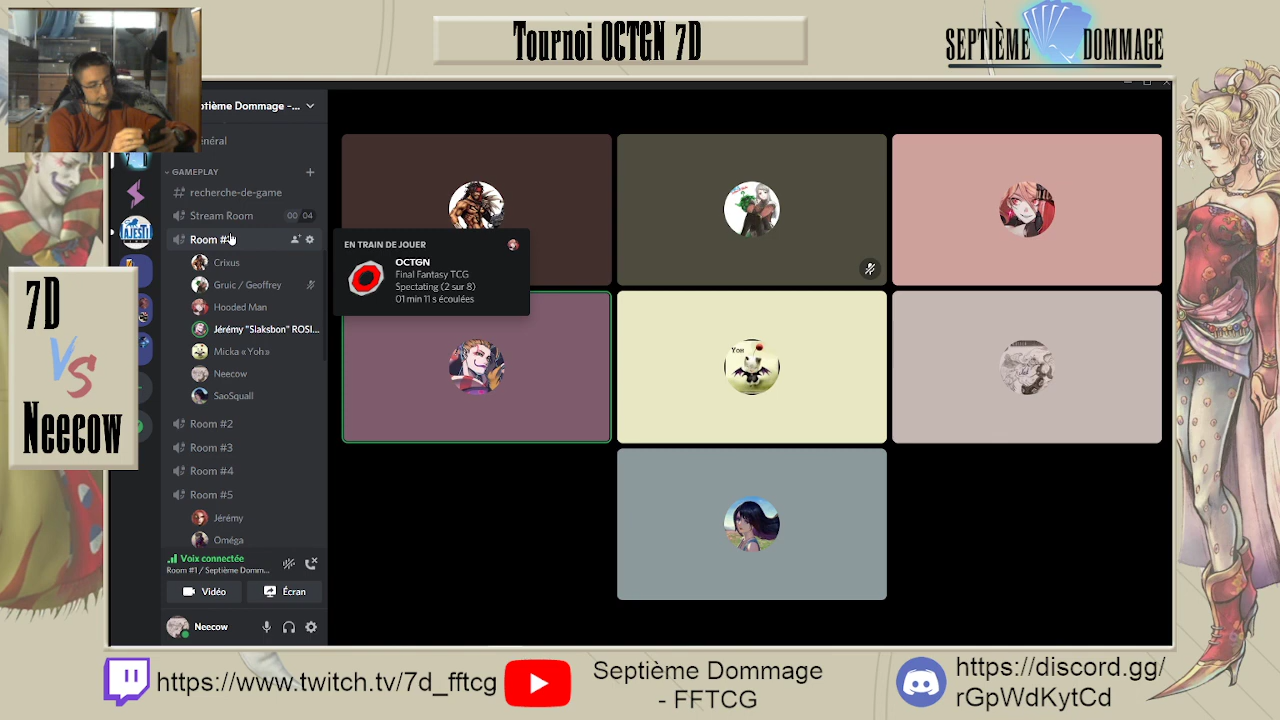 Tournoi OCTGN 7D
SEPTIÈME DOMMAGE
ptième Dommage -...
énéral
GAMEPLAY
recherche-de-game
Stream Room 00 04
Room #1
Crixus
Gruic / Geoffrey
Hooded Man
Jérémy "Slaksbon" ROSI...
Micka « Yoh»
Neecow
SaoSquall
Room #2
Room #3
Room #4
Room #5
Jérémy
Oméga
Voix connectée
Room #1 / Septième Domm...
Vidéo
Écran
Neecow
EN TRAIN DE JOUER
OCTGN
Final Fantasy TCG
Spectating (2 sur 8)
01 min 11 s écoulées
YOH
7D
VS
Neecow
https://www.twitch.tv/7d_fftcg
Septième Dommage
- FFTCG
https://discord.gg/
rGpWdKytCd